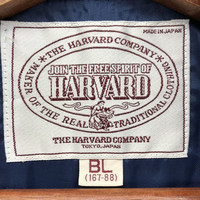 MADE IN JAPAN
•THE HARVARD COMPANY•
JOIN THE FREE SPIRIT OF
HARVARD
MAKER OF THE REAL TRADITIONAL CLOTHING
THE HARVARD COMPANY
TOKYO, JAPAN
BL
(167-88)